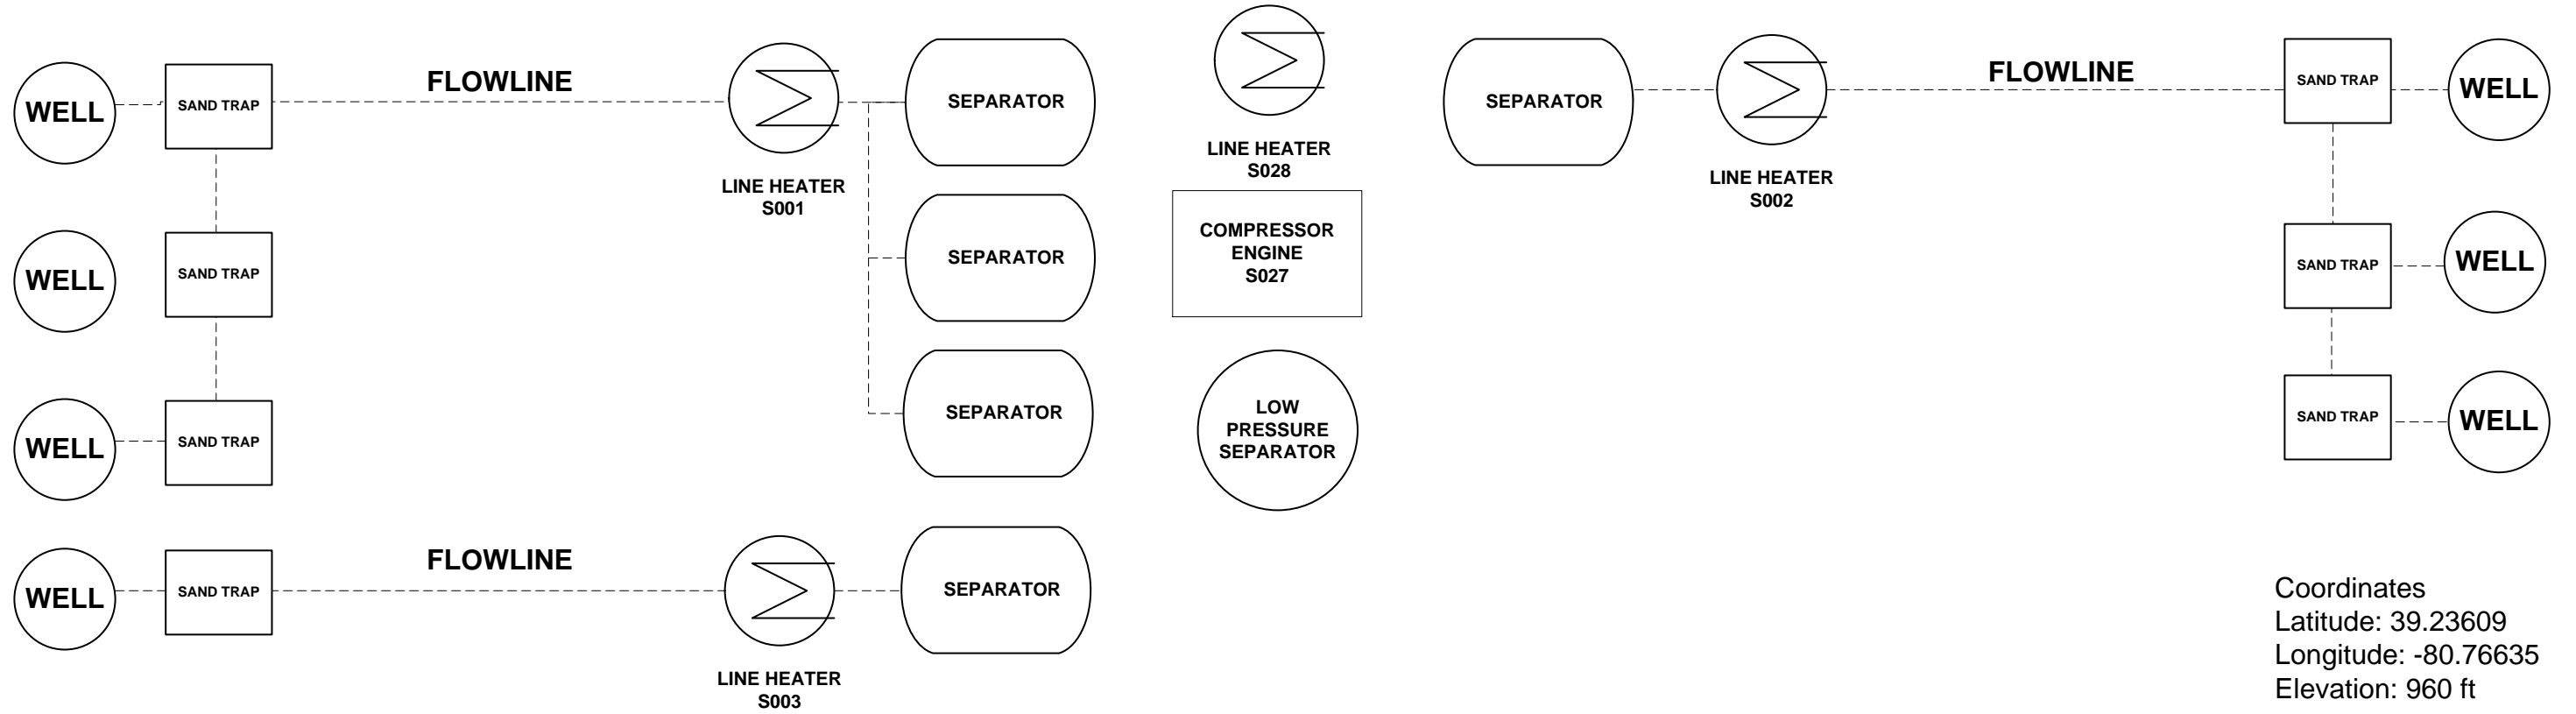 WELL
SAND TRAP
FLOWLINE
LINE HEATER
S001
SEPARATOR
LINE HEATER
S028
SEPARATOR
LINE HEATER
S002
FLOWLINE
SAND TRAP
WELL
WELL
SAND TRAP
SEPARATOR
COMPRESSOR
ENGINE
S027
SAND TRAP
WELL
WELL
SAND TRAP
SEPARATOR
LOW
PRESSURE
SEPARATOR
SAND TRAP
WELL
WELL
SAND TRAP
FLOWLINE
LINE HEATER
S003
SEPARATOR
Coordinates
Latitude: 39.23609
Longitude: -80.76635
Elevation: 960 ft